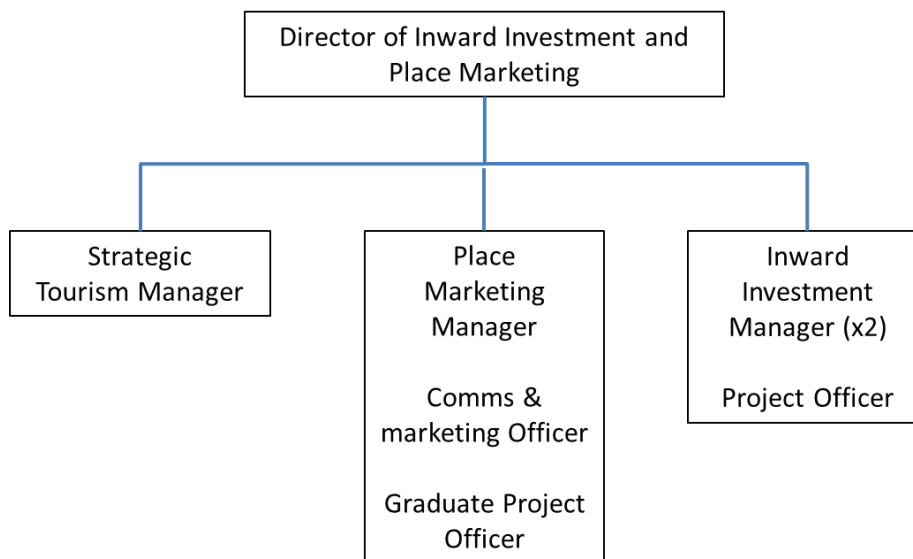 Director of Inward Investment and
Place Marketing
Strategic
Tourism Manager
Place
Marketing
Manager
Comms &
marketing Officer
Graduate Project
Officer
Inward
Investment
Manager (x2)
Project Officer